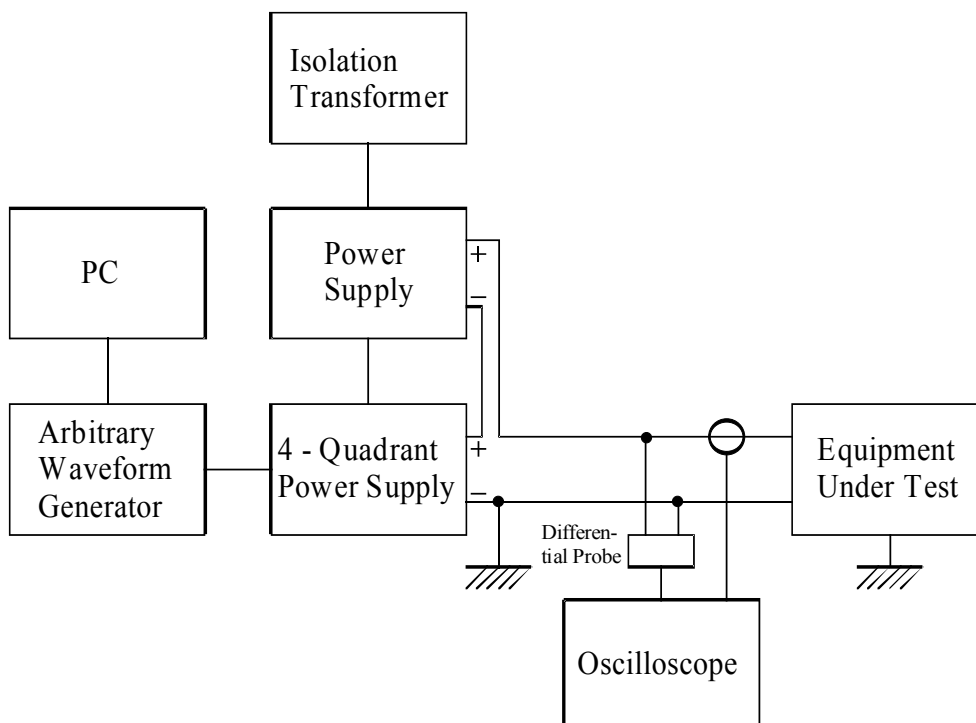 Isolation
Transformer
PC
Power
Supply
+
−
Arbitrary
Waveform
Generator
4 - Quadrant
Power Supply
+
−
Equipment
Under Test
Differen-
tial Probe
Oscilloscope